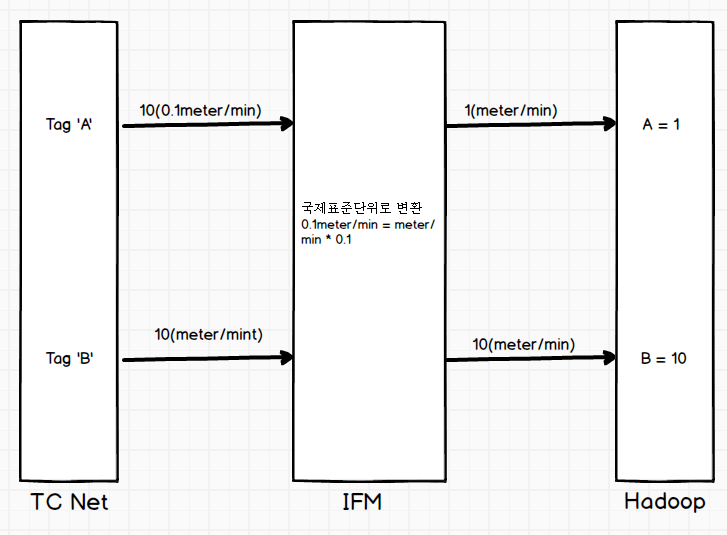 10(0.1meter/min)
1(meter/min)
Tag 'A'
A = 1
국제표준단위로 변환
0.1meter/min = meter/
min * 0.1
10(meter/mint)
10(meter/min)
Tag 'B'
B = 10
TC Net
IFM
Hadoop